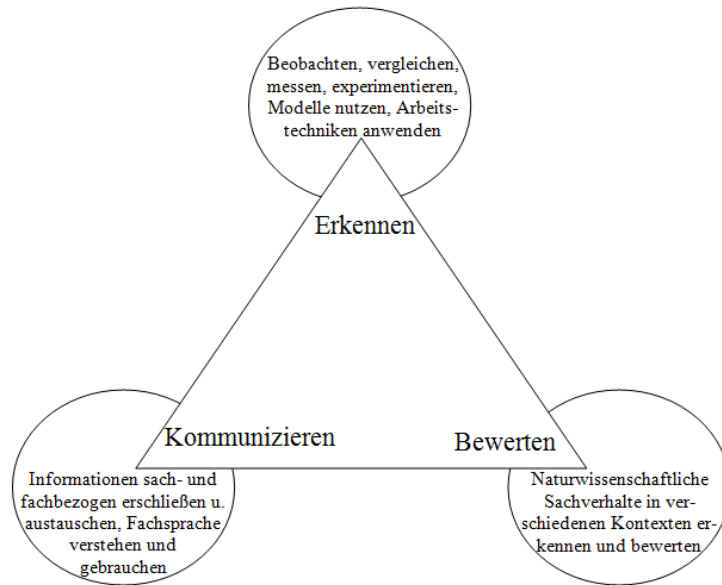 Beobachten, vergleichen,
messen, experimentieren,
Modelle nutzen, Arbeits-
techniken anwenden
Erkennen
Kommunizieren
Bewerten
Informationen sach- und
fachbezogen erschließen u.
austauschen, Fachsprache
verstehen und
gebrauchen
Naturwissenschaftliche
Sachverhalte in ver-
schiedenen Kontexten er-
kennen und bewerten